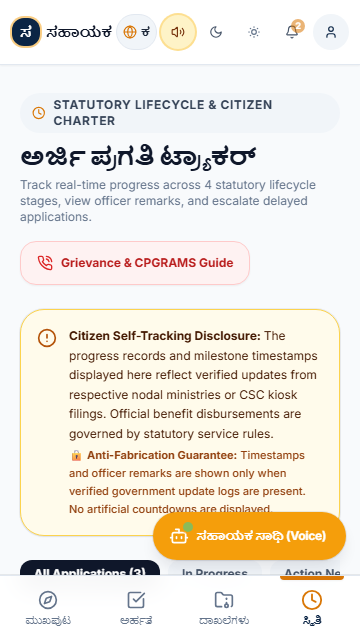 ಸ ಸಹಾಯಕ ಕ 2
STATUTORY LIFECYCLE & CITIZEN
CHARTER
ಅರ್ಜಿ ಪ್ರಗತಿ ಟ್ರ್ಯಾಕರ್
Track real-time progress across 4 statutory lifecycle
stages, view officer remarks, and escalate delayed
applications.
Grievance & CPGRAMS Guide
Citizen Self-Tracking Disclosure: The
progress records and milestone timestamps
displayed here reflect verified updates from
respective nodal ministries or CSC kiosk
filings. Official benefit disbursements are
governed by statutory service rules.
Anti-Fabrication Guarantee: Timestamps
and officer remarks are shown only when
verified government update logs are present.
No artificial countdowns are displayed.
ಸಹಾಯಕ ಸಾಥಿ (Voice)
All Applications (3) In Progress Action Ne
ಮುಖಪುಟ ಅರ್ಹತೆ ದಾಖಲೆಗಳು ಸ್ಥಿತಿ